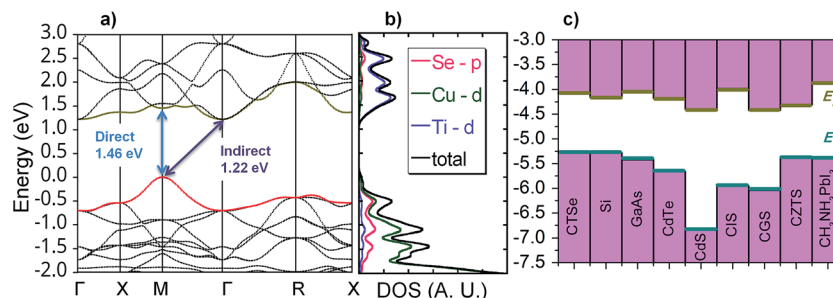 a)
b)
c)
Energy (eV)
3.0
2.5
2.0
1.5
1.0
0.5
0.0
-0.5
-1.0
-1.5
-2.0
Direct
1.46 eV
Indirect
1.22 eV
Γ X M Γ R X
Se - p
Cu - d
Ti - d
total
DOS (A. U.)
-3.0
-3.5
-4.0
-4.5
-5.0
-5.5
-6.0
-6.5
-7.0
-7.5
E
E
CTSe
Si
GaAs
CdTe
CdS
CIS
CGS
CZTS
CH3NH3PbI3